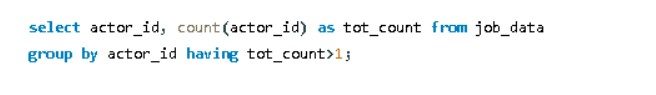 select actor_id, count(actor_id) as tot_count from job_data
group by actor_id having tot_count>1;